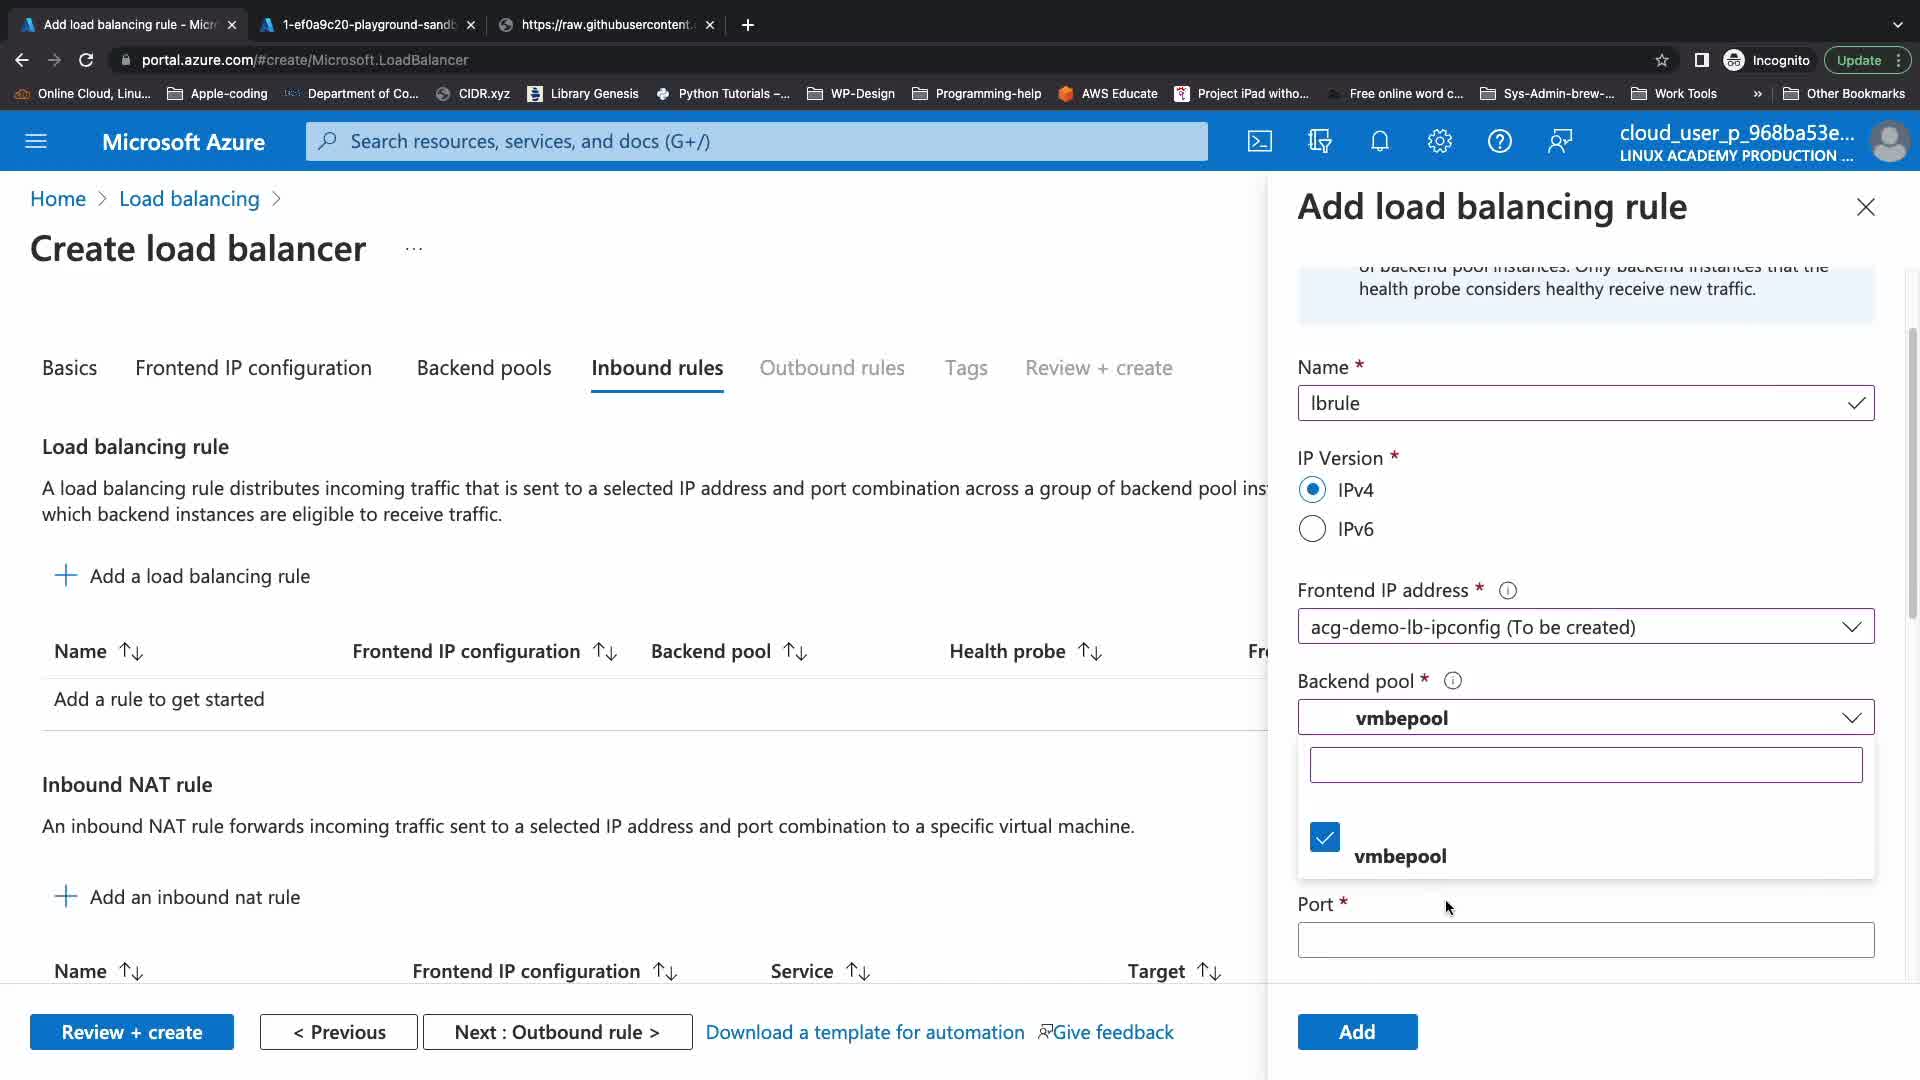 Add load balancing rule - Micr
1-ef0a9c20-playground-sandb
https://raw.githubusercontent.
portal.azure.com/#create/Microsoft.LoadBalancer
Incognito
Update
Online Cloud, Linu...
Apple-coding
Department of Co...
CIDR.xyz
Library Genesis
Python Tutorials –...
WP-Design
Programming-help
AWS Educate
Project iPad witho...
Free online word c...
Sys-Admin-brew-...
Work Tools
»
Other Bookmarks
Microsoft Azure
Search resources, services, and docs (G+/)
cloud_user_p_968ba53e...
LINUX ACADEMY PRODUCTION ...
Home > Load balancing >
Create load balancer ...
Basics
Frontend IP configuration
Backend pools
Inbound rules
Outbound rules
Tags
Review + create
Load balancing rule
A load balancing rule distributes incoming traffic that is sent to a selected IP address and port combination across a group of backend pool ins
which backend instances are eligible to receive traffic.
+ Add a load balancing rule
Name ↑↓ Frontend IP configuration ↑↓ Backend pool ↑↓ Health probe ↑↓ Fr
Add a rule to get started
Inbound NAT rule
An inbound NAT rule forwards incoming traffic sent to a selected IP address and port combination to a specific virtual machine.
+ Add an inbound nat rule
Name ↑↓ Frontend IP configuration ↑↓ Service ↑↓ Target ↑↓
Review + create
< Previous
Next : Outbound rule >
Download a template for automation
Give feedback
Add load balancing rule
of backend pool instances. Only backend instances that the
health probe considers healthy receive new traffic.
Name *
lbrule
IP Version *
IPv4
IPv6
Frontend IP address *
acg-demo-lb-ipconfig (To be created)
Backend pool *
vmbepool
vmbepool
Port *
Add